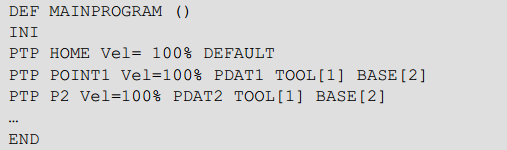 DEF MAINPROGRAM ()
INI
PTP HOME Vel= 100% DEFAULT
PTP POINT1 Vel=100% PDAT1 TOOL[1] BASE[2]
PTP P2 Vel=100% PDAT2 TOOL[1] BASE[2]
…
END